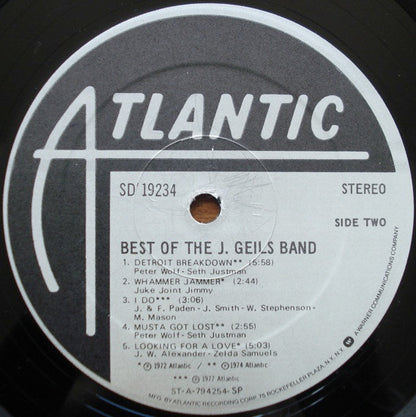 ATLANTIC
SD 19234
STEREO
SIDE TWO
BEST OF THE J. GEILS BAND
1. DETROIT BREAKDOWN** (5:58)
Peter Wolf-Seth Justman
2. WHAMMER JAMMER* (2:44)
Juke Joint Jimmy
3. I DO*** (3:06)
J. & F. Paden- J. Smith-W. Stephenson-
M. Mason
4. MUSTA GOT LOST** (2:55)
Peter Wolf-Seth Justman
5. LOOKING FOR A LOVE* (5:03)
J. W. Alexander-Zelda Samuels
* Ⓟ 1972 Atlantic / ** Ⓟ 1974 Atlantic
*** Ⓟ 1977 Atlantic
ST-A-794254-SP
MFG. BY ATLANTIC RECORDING CORP. 75 ROCKEFELLER PLAZA, N.Y., N.Y.
A WARNER COMMUNICATIONS COMPANY